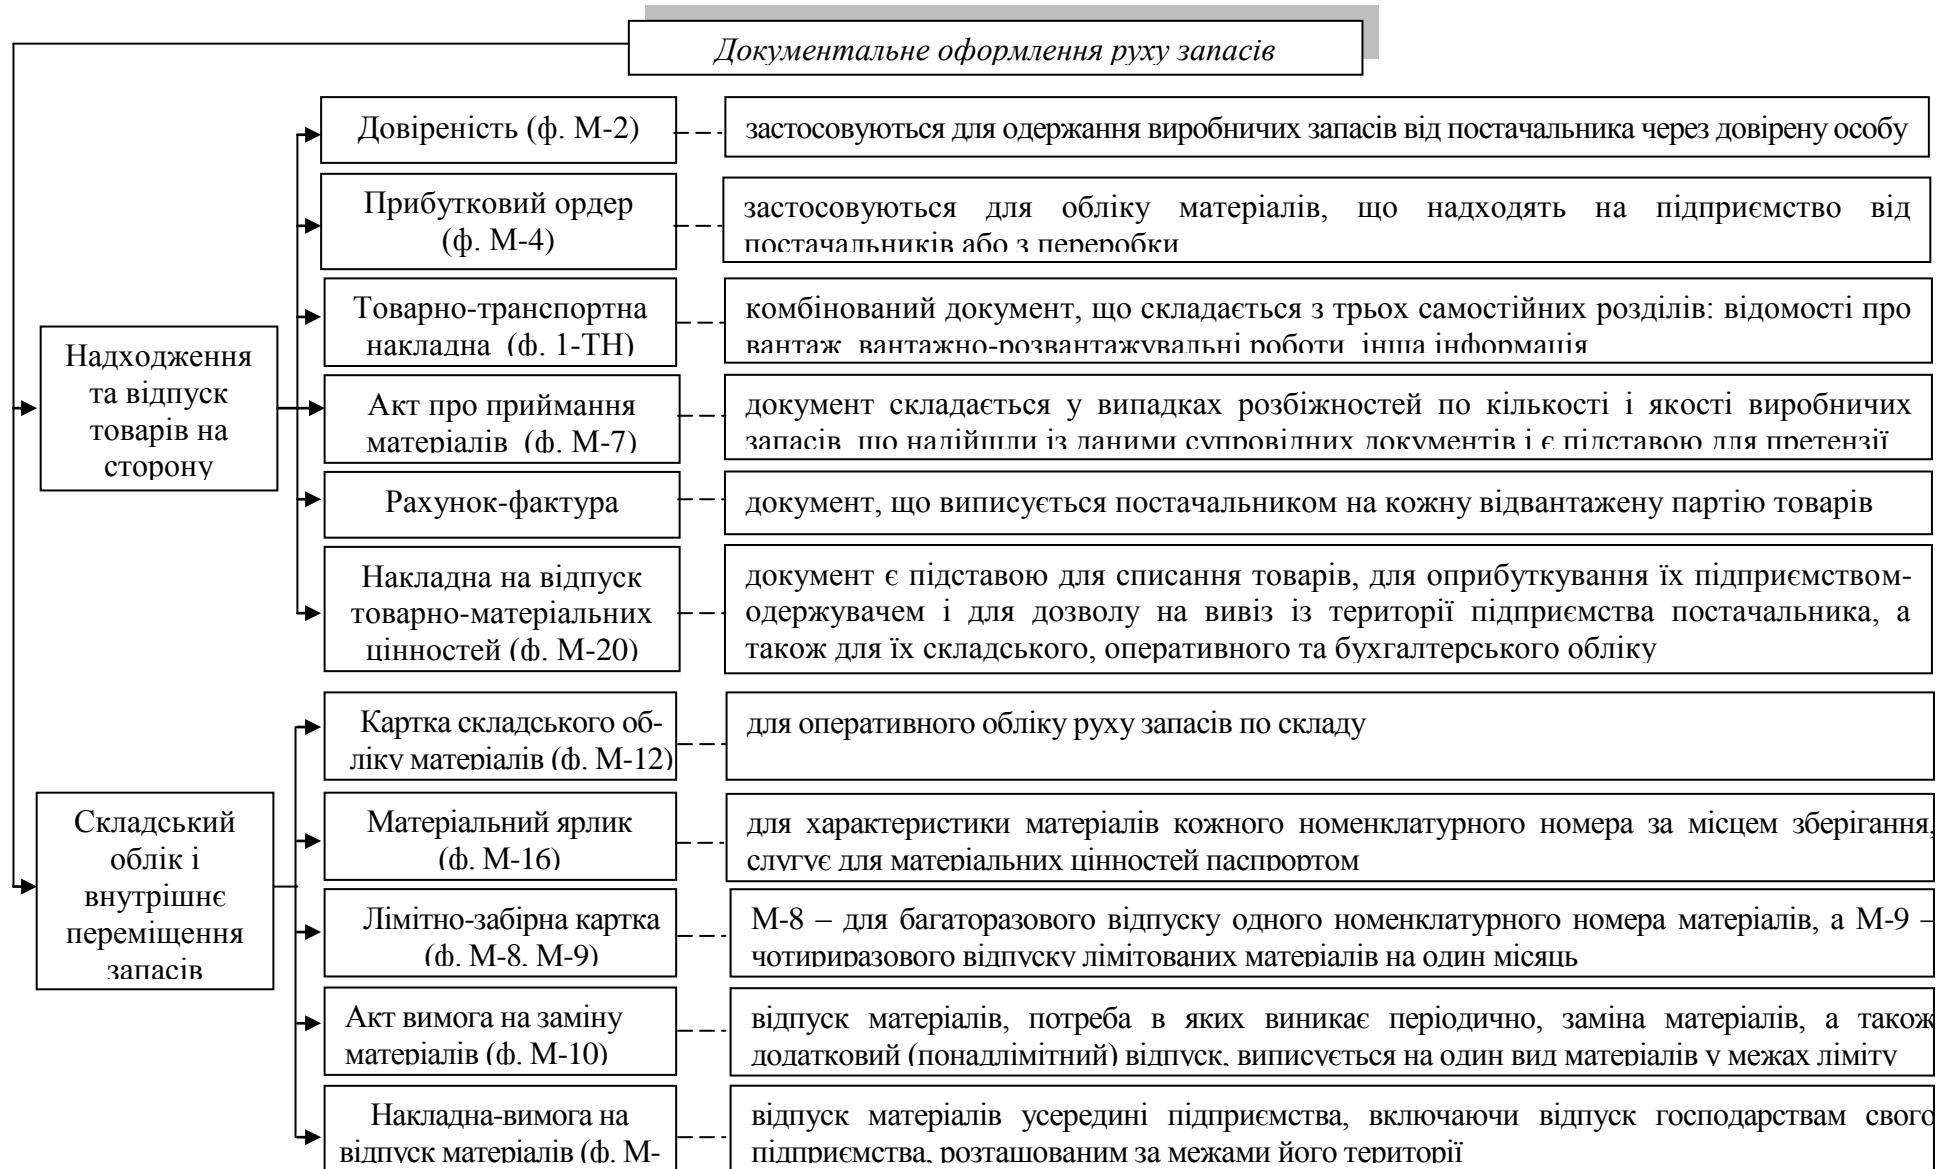 Документальне оформлення руху запасів
Надходження
та відпуск
товарів на
сторону
Довіреність (ф. М-2)
застосовуються для одержання виробничих запасів від постачальника через довірену особу
Прибутковий ордер
(ф. М-4)
застосовуються для обліку матеріалів, що надходять на підприємство від
постачальників або з переробки
Товарно-транспортна
накладна (ф. 1-ТН)
комбінований документ, що складається з трьох самостійних розділів: відомості про
вантаж, вантажно-розвантажувальні роботи, інша інформація
Акт про приймання
матеріалів (ф. М-7)
документ складається у випадках розбіжностей по кількості і якості виробничих
запасів, що надійшли із даними супровідних документів і є підставою для претензії
Рахунок-фактура
документ, що виписується постачальником на кожну відвантажену партію товарів
Накладна на відпуск
товарно-матеріальних
цінностей (ф. М-20)
документ є підставою для списання товарів, для оприбуткування їх підприємством-
одержувачем і для дозволу на вивіз із території підприємства постачальника, а
також для їх складського, оперативного та бухгалтерського обліку
Складський
облік і
внутрішнє
переміщення
запасів
Картка складського об-
ліку матеріалів (ф. М-12)
для оперативного обліку руху запасів по складу
Матеріальний ярлик
(ф. М-16)
для характеристики матеріалів кожного номенклатурного номера за місцем зберігання,
слугує для матеріальних цінностей паспрортом
Лімітно-забірна картка
(ф. М-8, М-9)
М-8 – для багаторазового відпуску одного номенклатурного номера матеріалів, а М-9 –
чотириразового відпуску лімітованих матеріалів на один місяць
Акт вимога на заміну
матеріалів (ф. М-10)
відпуск матеріалів, потреба в яких виникає періодично, заміна матеріалів, а також
додатковий (понадлімітний) відпуск, виписується на один вид матеріалів у межах ліміту
Накладна-вимога на
відпуск матеріалів (ф. М-
відпуск матеріалів усередині підприємства, включаючи відпуск господарствам свого
підприємства, розташованим за межами його території